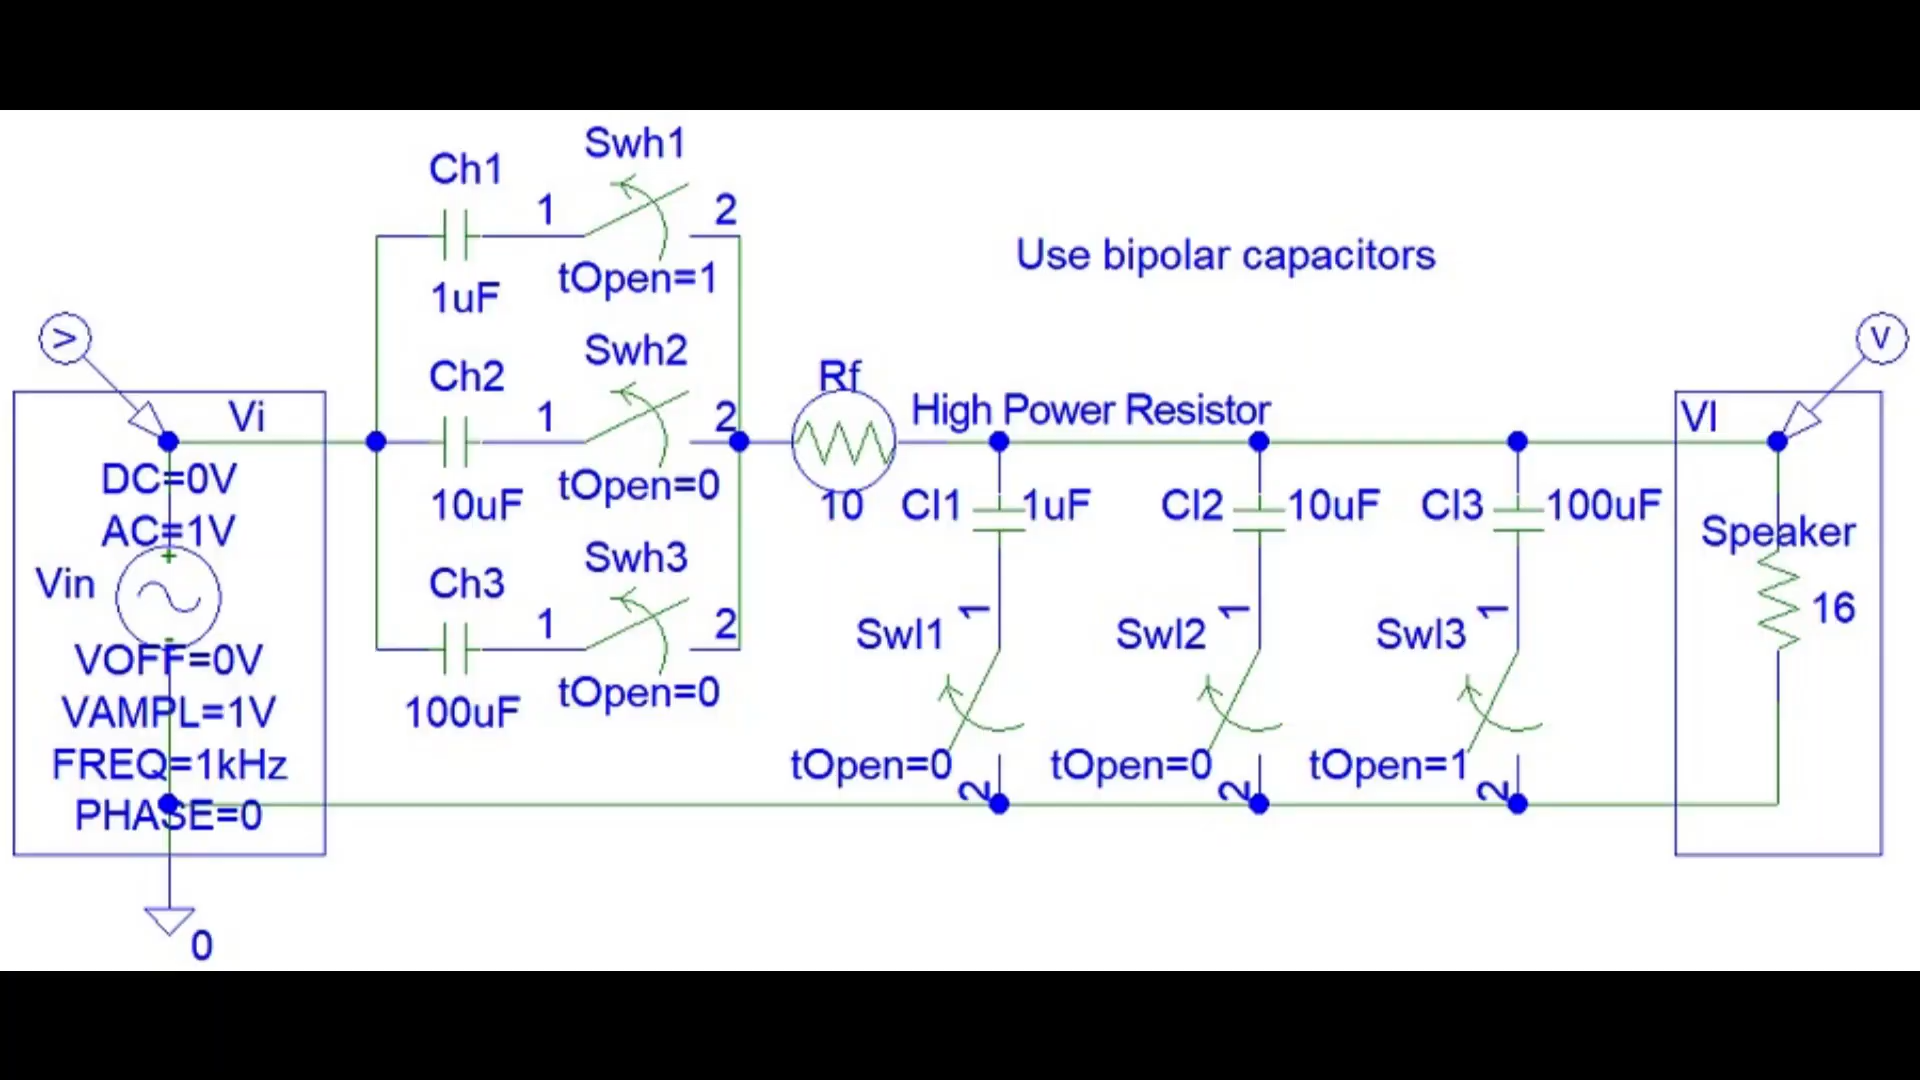 Swh1
Ch1
1
2
tOpen=1
1uF
Use bipolar capacitors
Swh2
>
V
Ch2
Rf
1
2
High Power Resistor
Vi
Vl
DC=0V
tOpen=0
10uF
10
Cl1
1uF
Cl2
10uF
Cl3
100uF
AC=1V
Speaker
+
Swh3
Vin
Ch3
1
2
1
1
1
16
-
Swl1
Swl2
Swl3
VOFF=0V
tOpen=0
VAMPL=1V
100uF
FREQ=1kHz
tOpen=0
tOpen=0
tOpen=1
2
2
2
PHASE=0
0